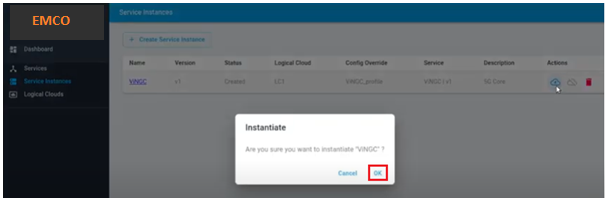 EMCO
Service Instances
Dashboard
+ Create Service Instance
Services
Service Instances
Logical Clouds
Name Version Status Logical Cloud Config Override Service Description Actions
VINGC v1 Created LC1 VINGC_profile VINGC | v1 5G Core
Instantiate
Are you sure you want to instantiate "VINGC" ?
Cancel OK